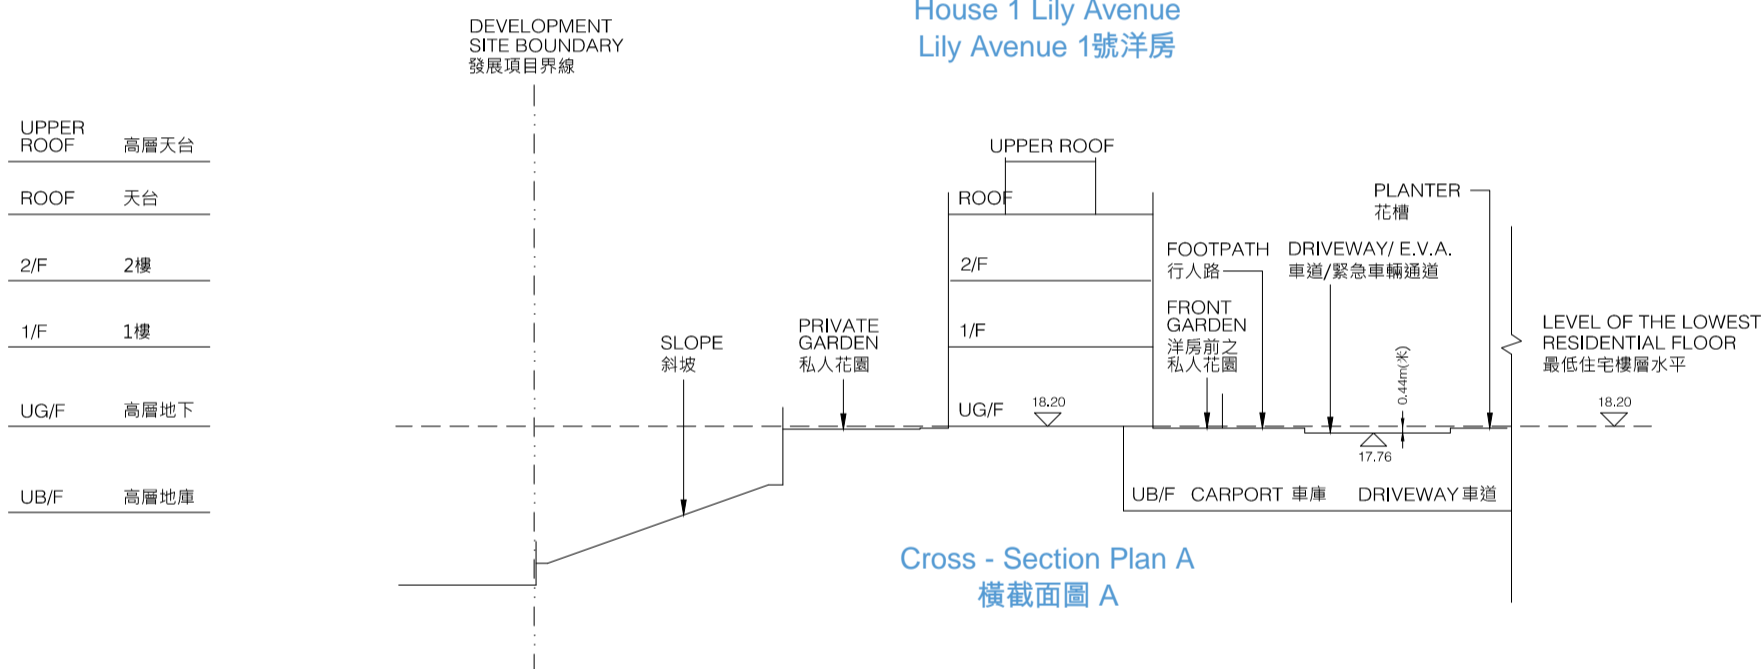 House 1 Lily Avenue
Lily Avenue 1號洋房
DEVELOPMENT
SITE BOUNDARY
發展項目界線
UPPER
ROOF 高層天台
ROOF 天台
2/F 2樓
1/F 1樓
UG/F 高層地下
UB/F 高層地庫
SLOPE
斜坡
PRIVATE
GARDEN
私人花園
UPPER ROOF
ROOF
2/F
1/F
UG/F
18.20
FOOTPATH
行人路
FRONT
GARDEN
洋房前之
私人花園
DRIVEWAY/ E.V.A.
車道/緊急車輛通道
PLANTER
花槽
0.44m(米)
17.76
UB/F CARPORT 車庫 DRIVEWAY 車道
LEVEL OF THE LOWEST
RESIDENTIAL FLOOR
最低住宅樓層水平
18.20
Cross - Section Plan A
橫截面圖 A